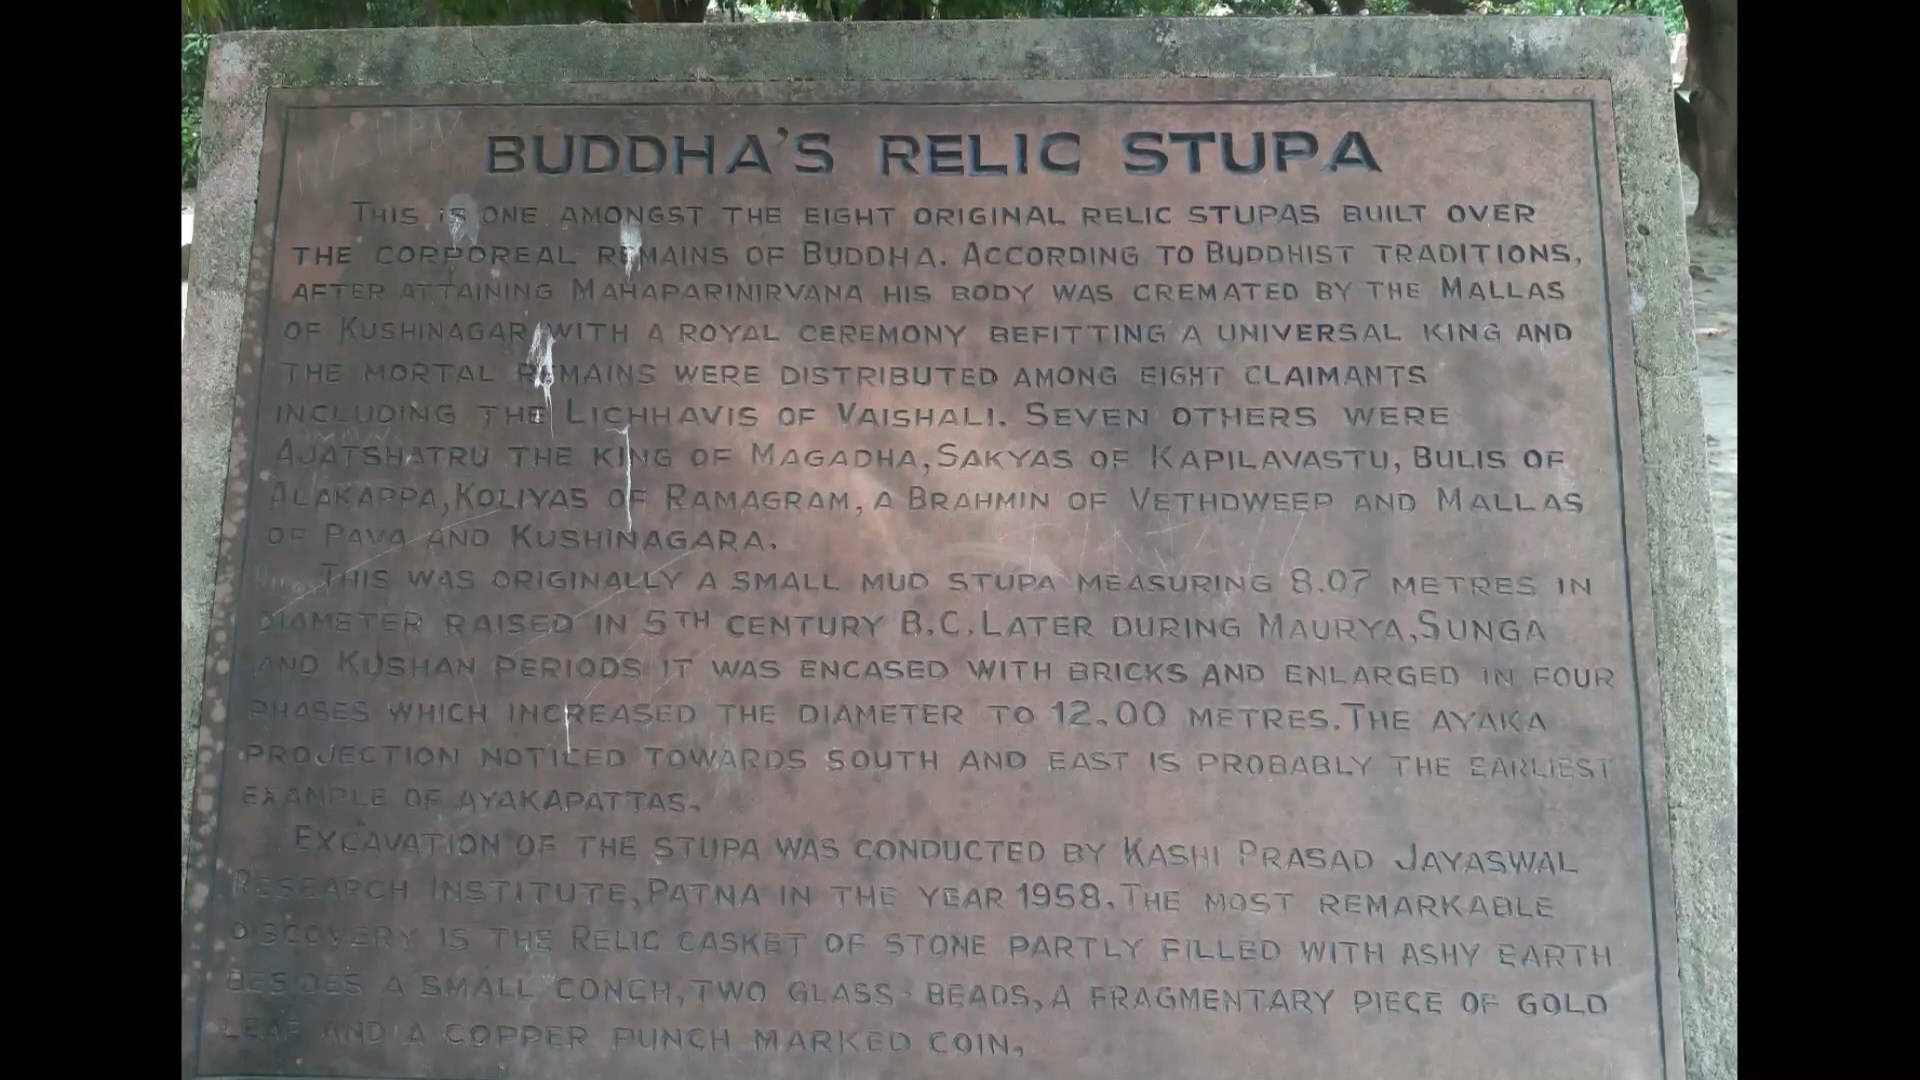 BUDDHA'S RELIC STUPA
THIS IS ONE AMONGST THE EIGHT ORIGINAL RELIC STUPAS BUILT OVER
THE CORPOREAL REMAINS OF BUDDHA. ACCORDING TO BUDDHIST TRADITIONS,
AFTER ATTAINING MAHAPARINIRVANA HIS BODY WAS CREMATED BY THE MALLAS
OF KUSHINAGAR WITH A ROYAL CEREMONY BEFITTING A UNIVERSAL KING AND
THE MORTAL REMAINS WERE DISTRIBUTED AMONG EIGHT CLAIMANTS
INCLUDING THE LICHHAVIS OF VAISHALI. SEVEN OTHERS WERE
AJATSHATRU THE KING OF MAGADHA, SAKYAS OF KAPILAVASTU, BULIS OF
ALAKAPPA, KOLIYAS OF RAMAGRAM, A BRAHMIN OF VETHDWEEP AND MALLAS
OF PAVA AND KUSHINAGARA.
THIS WAS ORIGINALLY A SMALL MUD STUPA MEASURING 8.07 METRES IN
DIAMETER RAISED IN 5TH CENTURY B.C. LATER DURING MAURYA, SUNGA
AND KUSHAN PERIODS IT WAS ENCASED WITH BRICKS AND ENLARGED IN FOUR
PHASES WHICH INCREASED THE DIAMETER TO 12.00 METRES. THE AYAKA
PROJECTION NOTICED TOWARDS SOUTH AND EAST IS PROBABLY THE EARLIEST
EXAMPLE OF AYAKAPATTAS.
EXCAVATION OF THE STUPA WAS CONDUCTED BY KASHI PRASAD JAYASWAL
RESEARCH INSTITUTE, PATNA IN THE YEAR 1958. THE MOST REMARKABLE
DISCOVERY IS THE RELIC CASKET OF STONE PARTLY FILLED WITH ASHY EARTH
BESIDES A SMALL CONCH, TWO GLASS BEADS, A FRAGMENTARY PIECE OF GOLD
LEAF AND A COPPER PUNCH MARKED COIN.